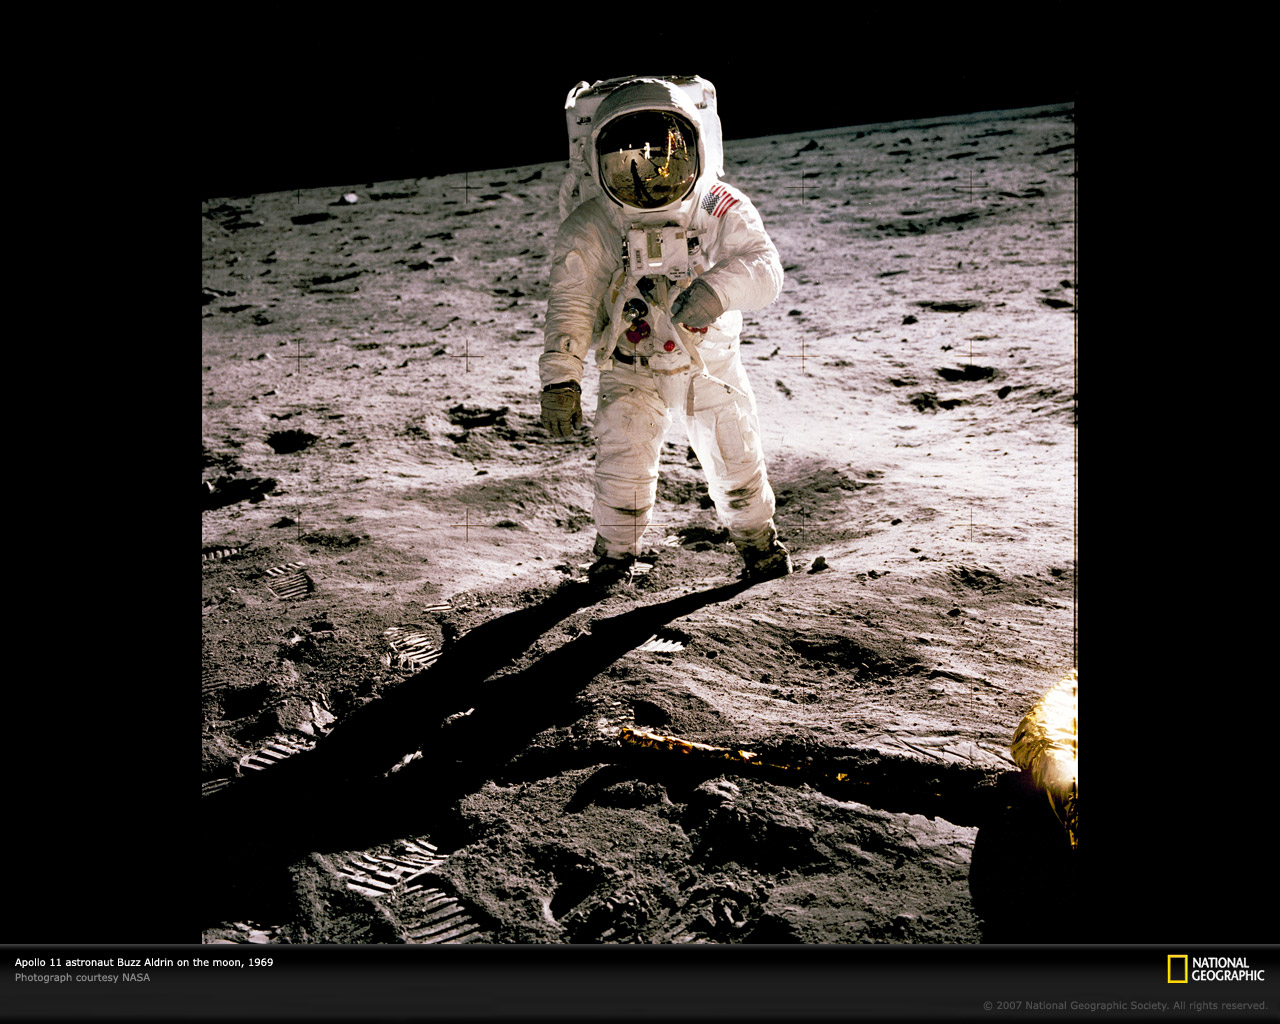 Apollo 11 astronaut Buzz Aldrin on the moon, 1969
Photograph courtesy NASA
NATIONAL
GEOGRAPHIC
© 2007 National Geographic Society. All rights reserved.